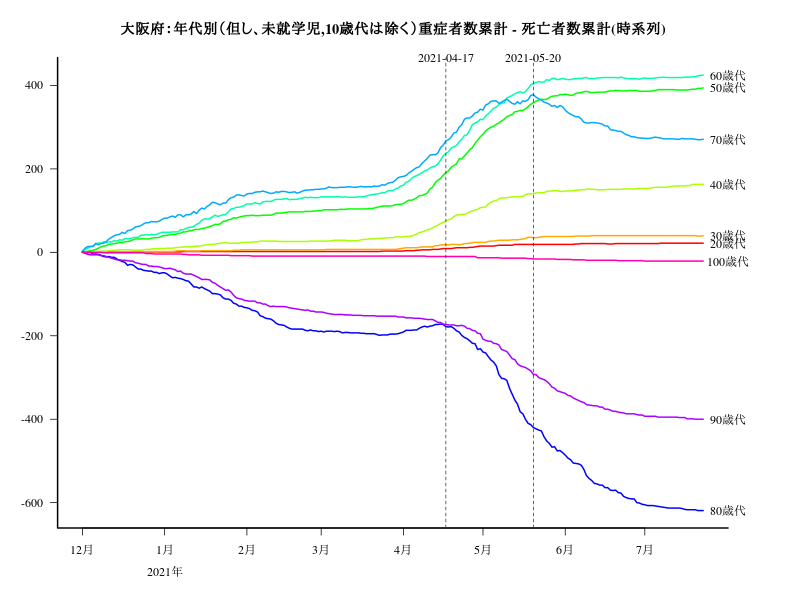 大阪府：年代別（但し、未就学児,10歳代は除く）重症者数累計 - 死亡者数累計(時系列)
2021-04-17 2021-05-20
400
200
0
-200
-400
-600
60歳代
50歳代
70歳代
40歳代
30歳代
20歳代
100歳代
90歳代
80歳代
12月 1月 2月 3月 4月 5月 6月 7月
2021年